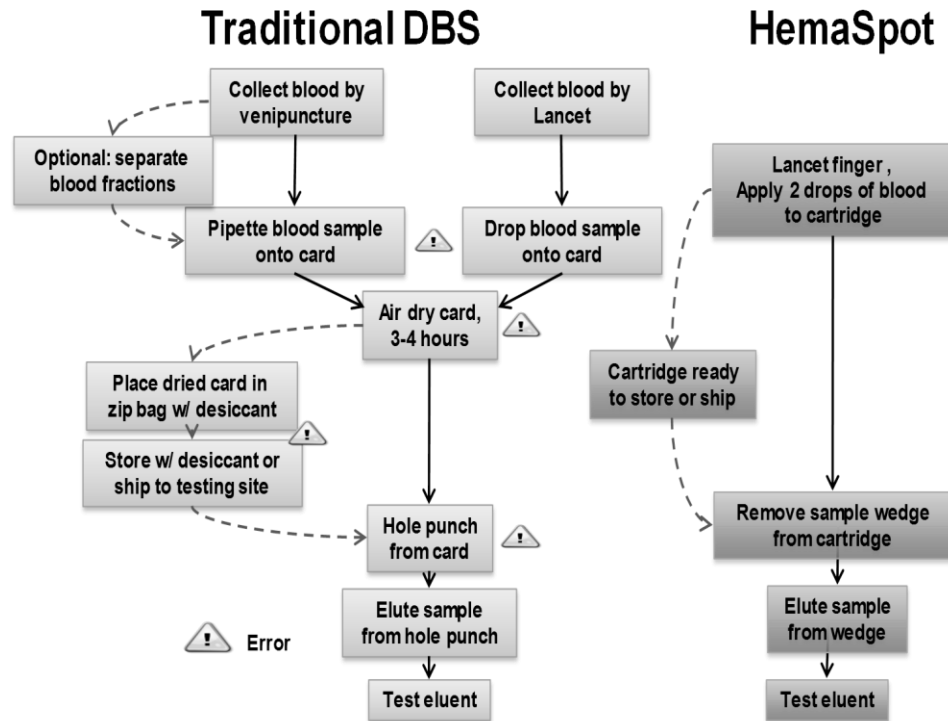 Traditional DBS
HemaSpot
Collect blood by
venipuncture
Collect blood by
Lancet
Optional: separate
blood fractions
Lancet finger ,
Apply 2 drops of blood
to cartridge
Pipette blood sample
onto card
!
Drop blood sample
onto card
Air dry card,
3-4 hours
!
Place dried card in
zip bag w/ desiccant
!
Cartridge ready
to store or ship
Store w/ desiccant or
ship to testing site
Hole punch
from card
!
Remove sample wedge
from cartridge
Elute sample
from hole punch
Elute sample
from wedge
! Error
Test eluent
Test eluent